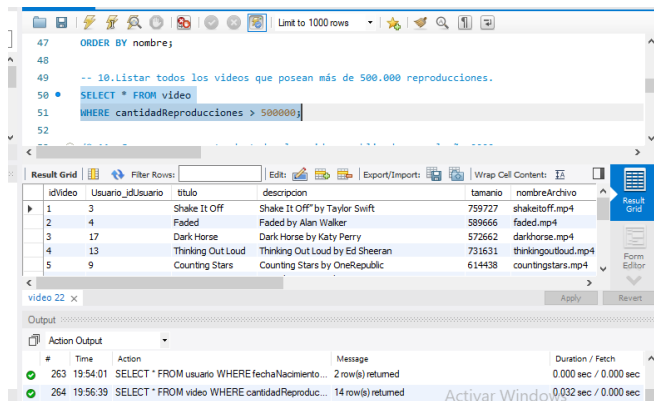 Limit to 1000 rows
47 ORDER BY nombre;
48
49 -- 10.Listar todos los videos que posean más de 500.000 reproducciones.
50 SELECT * FROM video
51 WHERE cantidadReproducciones > 500000;
52
Result Grid Filter Rows: Edit: Export/Import: Wrap Cell Content:
idVideo Usuario_idUsuario titulo descripcion tamanio nombreArchivo
1 3 Shake It Off Shake It Off" by Taylor Swift 759727 shakeitoff.mp4
2 4 Faded Faded by Alan Walker 589666 faded.mp4
3 17 Dark Horse Dark Horse by Katy Perry 572662 darkhorse.mp4
4 13 Thinking Out Loud Thinking Out Loud by Ed Sheeran 731631 thinkingoutloud.mp4
5 9 Counting Stars Counting Stars by OneRepublic 614438 countingstars.mp4
Result
Grid
Form
Editor
video 22 Apply Revert
Output
Action Output
# Time Action Message Duration / Fetch
263 19:54:01 SELECT * FROM usuario WHERE fechaNacimiento... 2 row(s) returned 0.000 sec / 0.000 sec
264 19:56:39 SELECT * FROM video WHERE cantidadReproduc... 14 row(s) returned 0.032 sec / 0.000 sec
Activar Windows